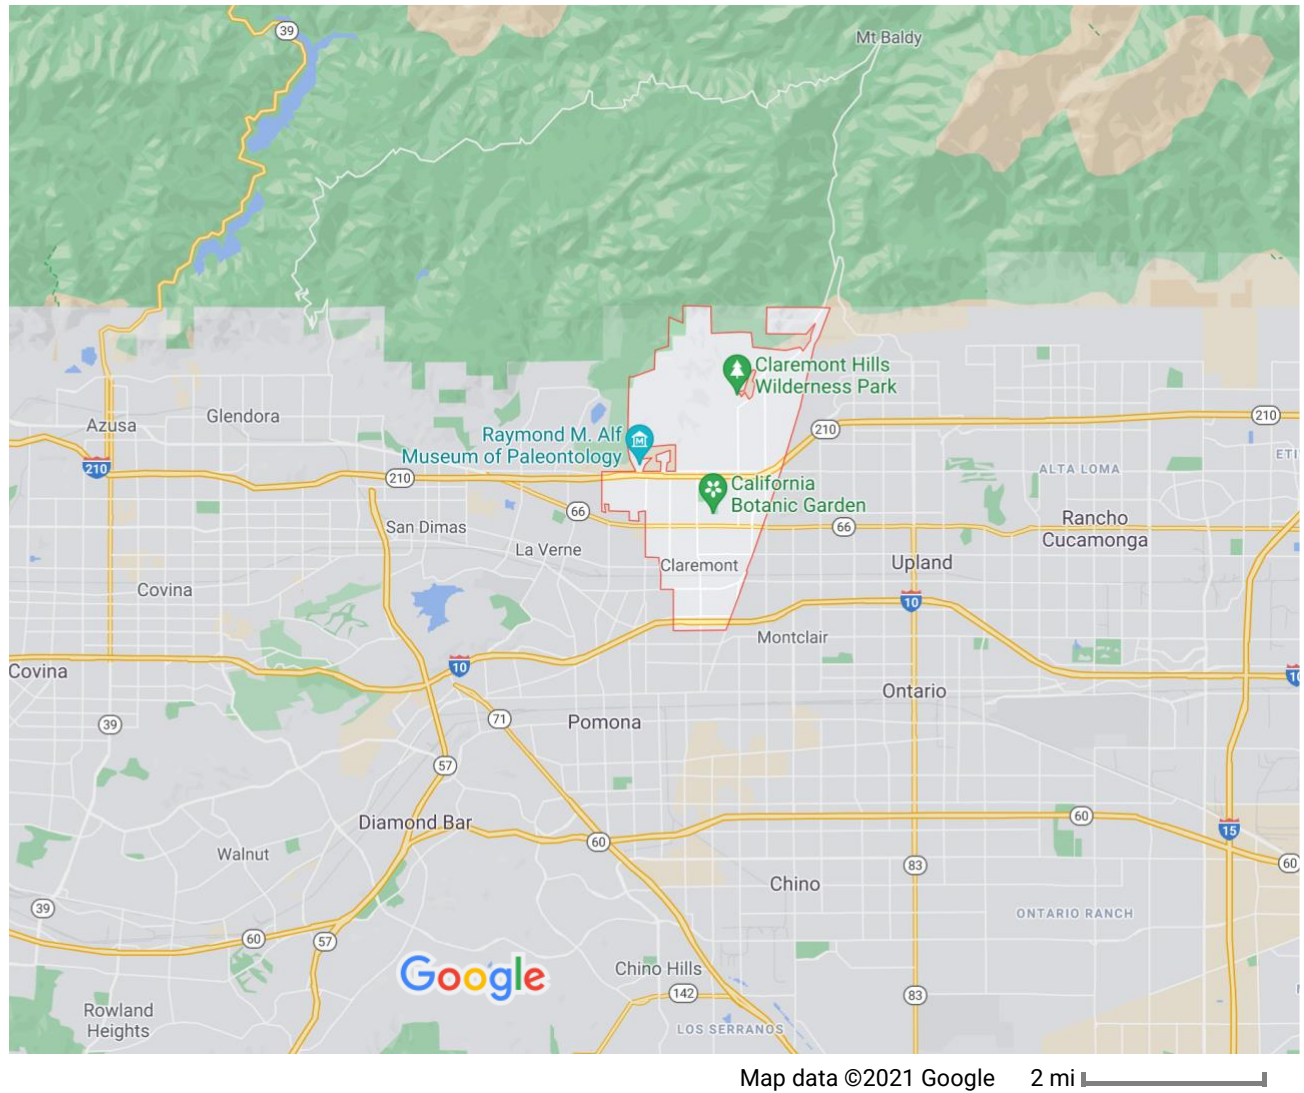 39
Mt Baldy
Claremont Hills
Wilderness Park
210
210
Glendora
Azusa
Raymond M. Alf
Museum of Paleontology
210
210
ALTA LOMA
ETI
California
Botanic Garden
66
66
San Dimas
Rancho
Cucamonga
La Verne
Claremont
Upland
Covina
10
Montclair
10
Covina
10
Ontario
39
71
Pomona
57
Diamond Bar
60
15
60
60
Walnut
83
Chino
39
ONTARIO RANCH
60
57
Google
Chino Hills
142
83
Rowland
Heights
LOS SERRANOS
Map data ©2021 Google
2 mi